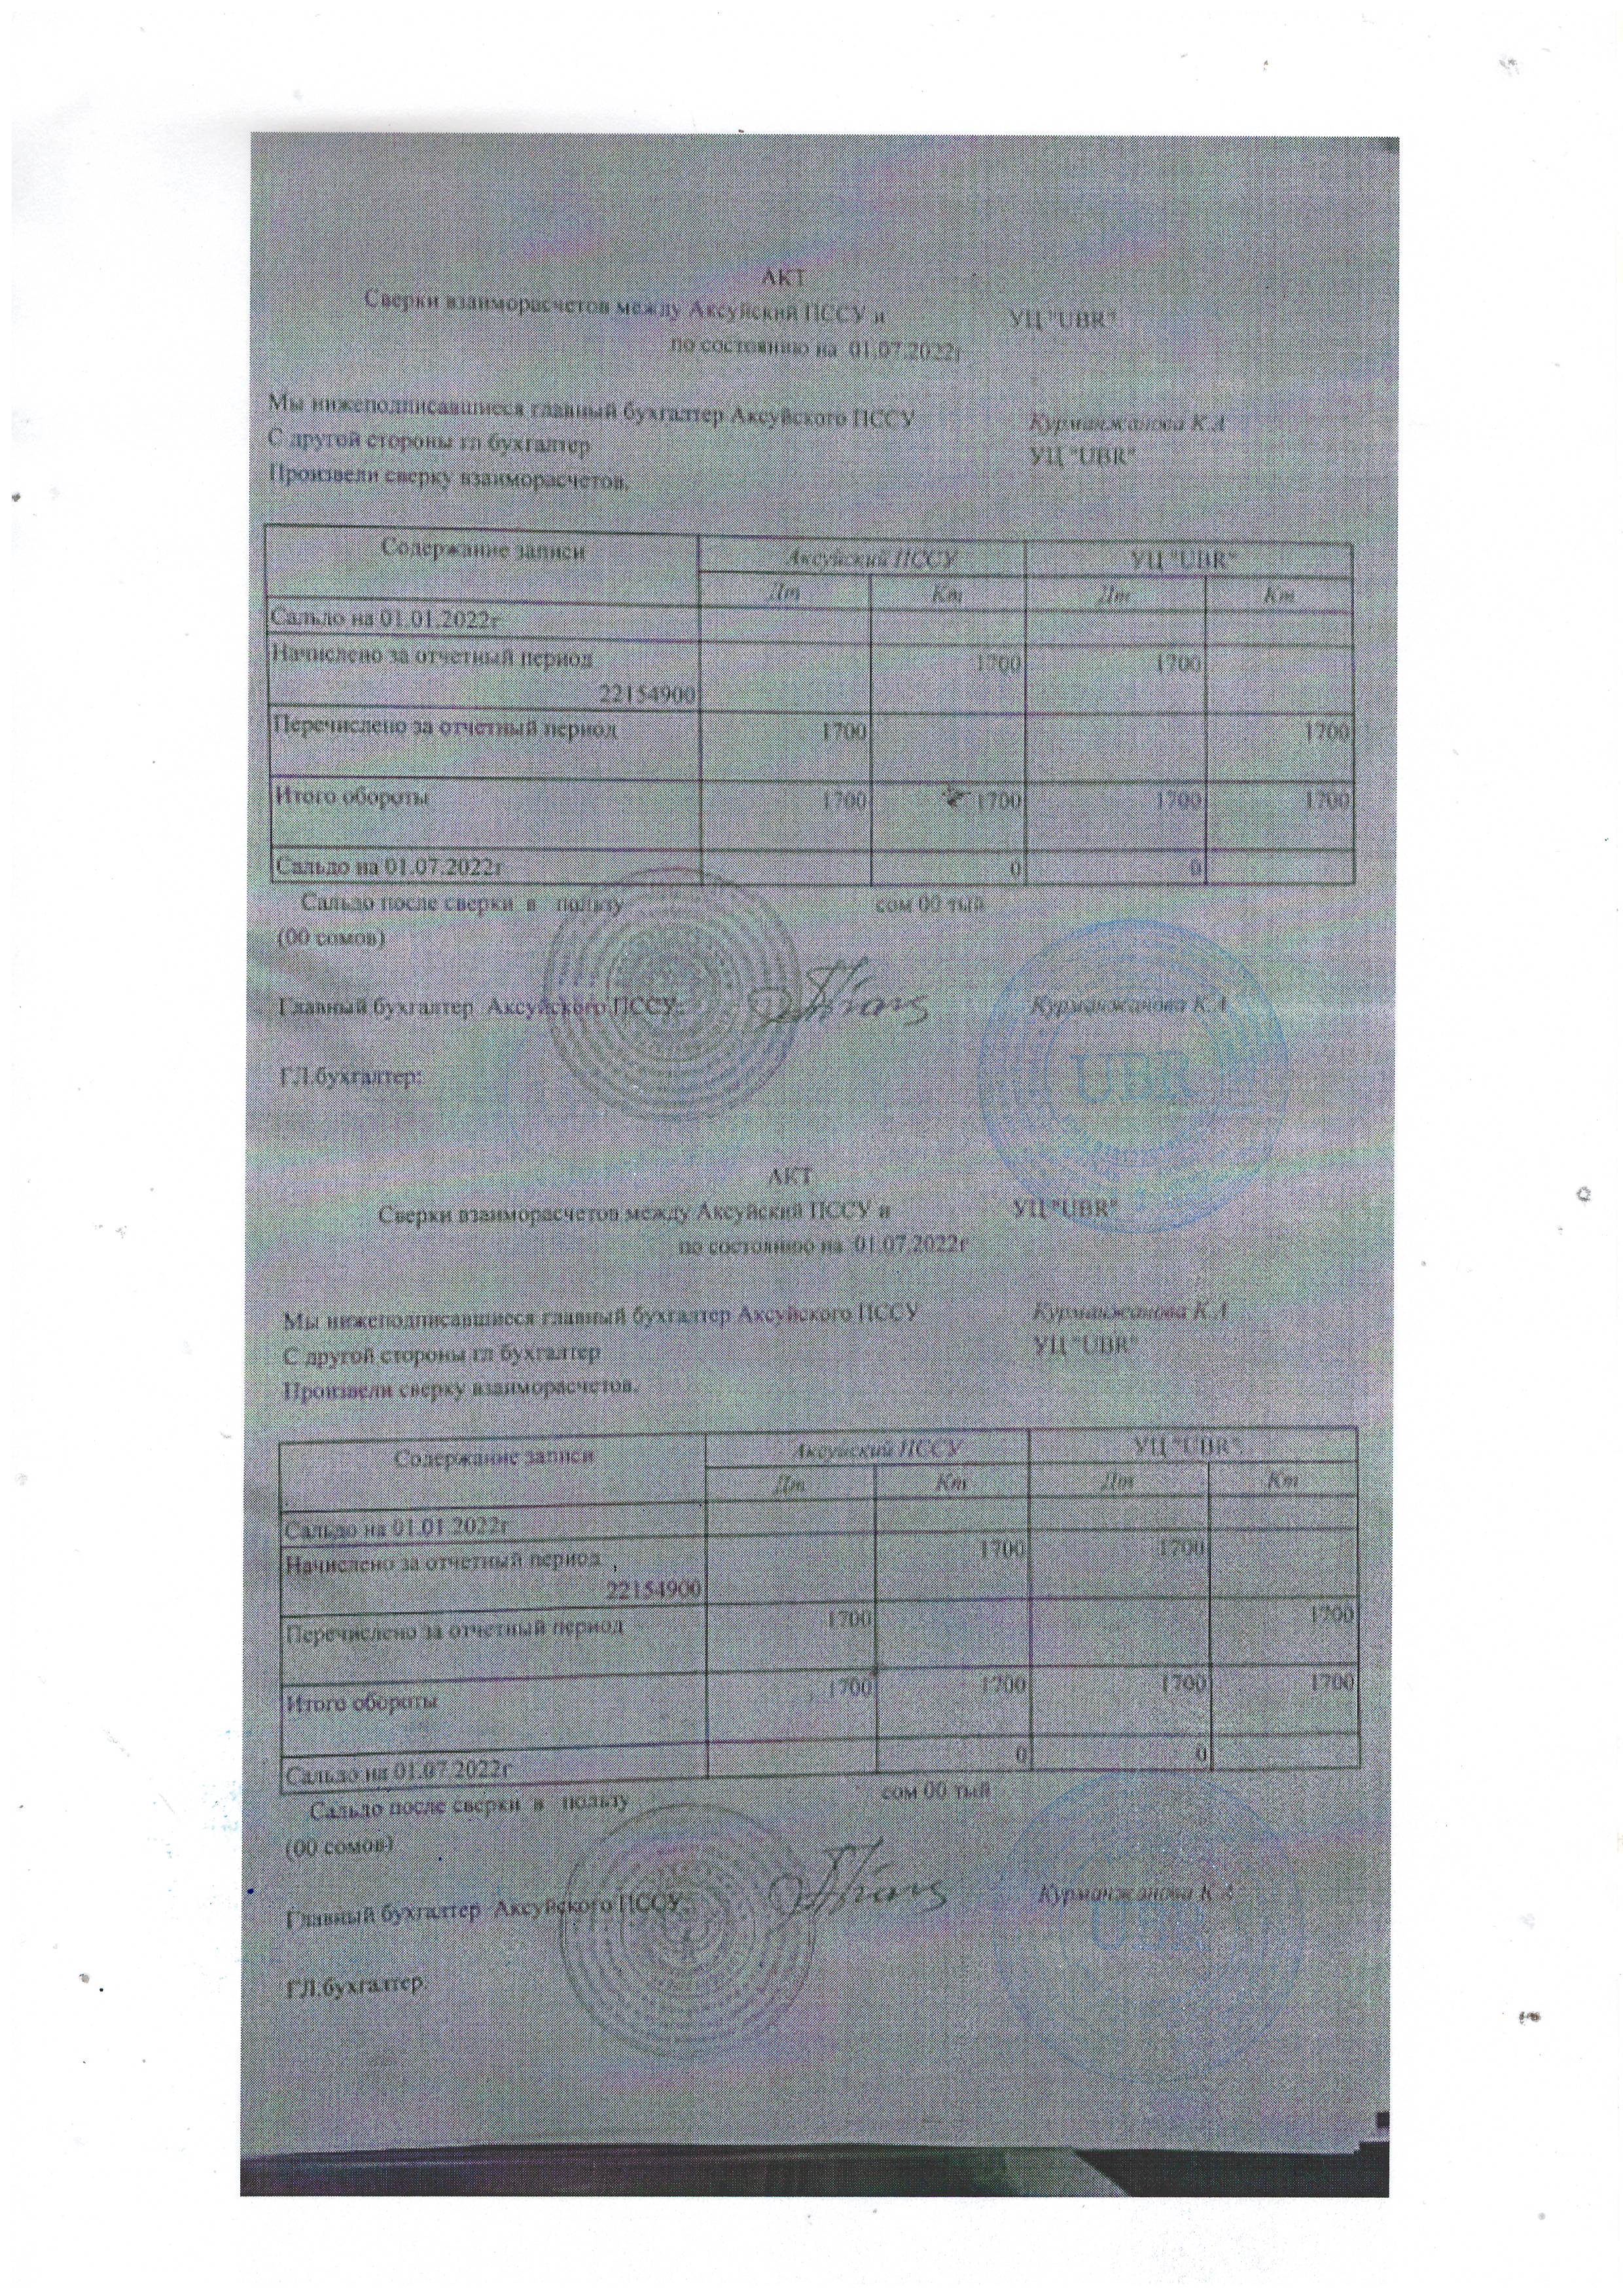 АКТ
Сверки взаиморасчетов между Аксуйский ПССУ и УЦ "UBR"
по состоянию на 01.07.2022г
Мы нижеподписавшиеся главный бухгалтер Аксуйского ПССУ Курманжанова К.А
С другой стороны гл бухгалтер УЦ "UBR"
Произвели сверку взаиморасчетов.
Содержание записи Аксуйский ПССУ УЦ "UBR"
Дт Кт Дт Кт
Сальдо на 01.01.2022г
Начислено за отчетный период 1700 1700
22154900
Перечислено за отчетный период 1700 1700
Итого обороты 1700 1700 1700 1700
Сальдо на 01.07.2022г 0 0
Сальдо после сверки в пользу сом 00 тый
(00 сомов)
Главный бухгалтер Аксуйского ПССУ: Курманжанова К.А
UBR
ГЛ.бухгалтер:
АКТ
Сверки взаиморасчетов между Аксуйский ПССУ и УЦ "UBR"
по состоянию на 01.07.2022г
Мы нижеподписавшиеся главный бухгалтер Аксуйского ПССУ Курманжанова К.А
С другой стороны гл бухгалтер УЦ "UBR"
Произвели сверку взаиморасчетов.
Содержание записи Аксуйский ПССУ УЦ "UBR"
Дт Кт Дт Кт
Сальдо на 01.01.2022г
Начислено за отчетный период 1700 1700
22154900
Перечислено за отчетный период 1700 1700
Итого обороты 1700 1700 1700 1700
Сальдо на 01.07.2022г 0 0
Сальдо после сверки в пользу сом 00 тый
(00 сомов)
Главный бухгалтер Аксуйского ПССУ: Курманжанова К.А
UBR
ГЛ.бухгалтер: